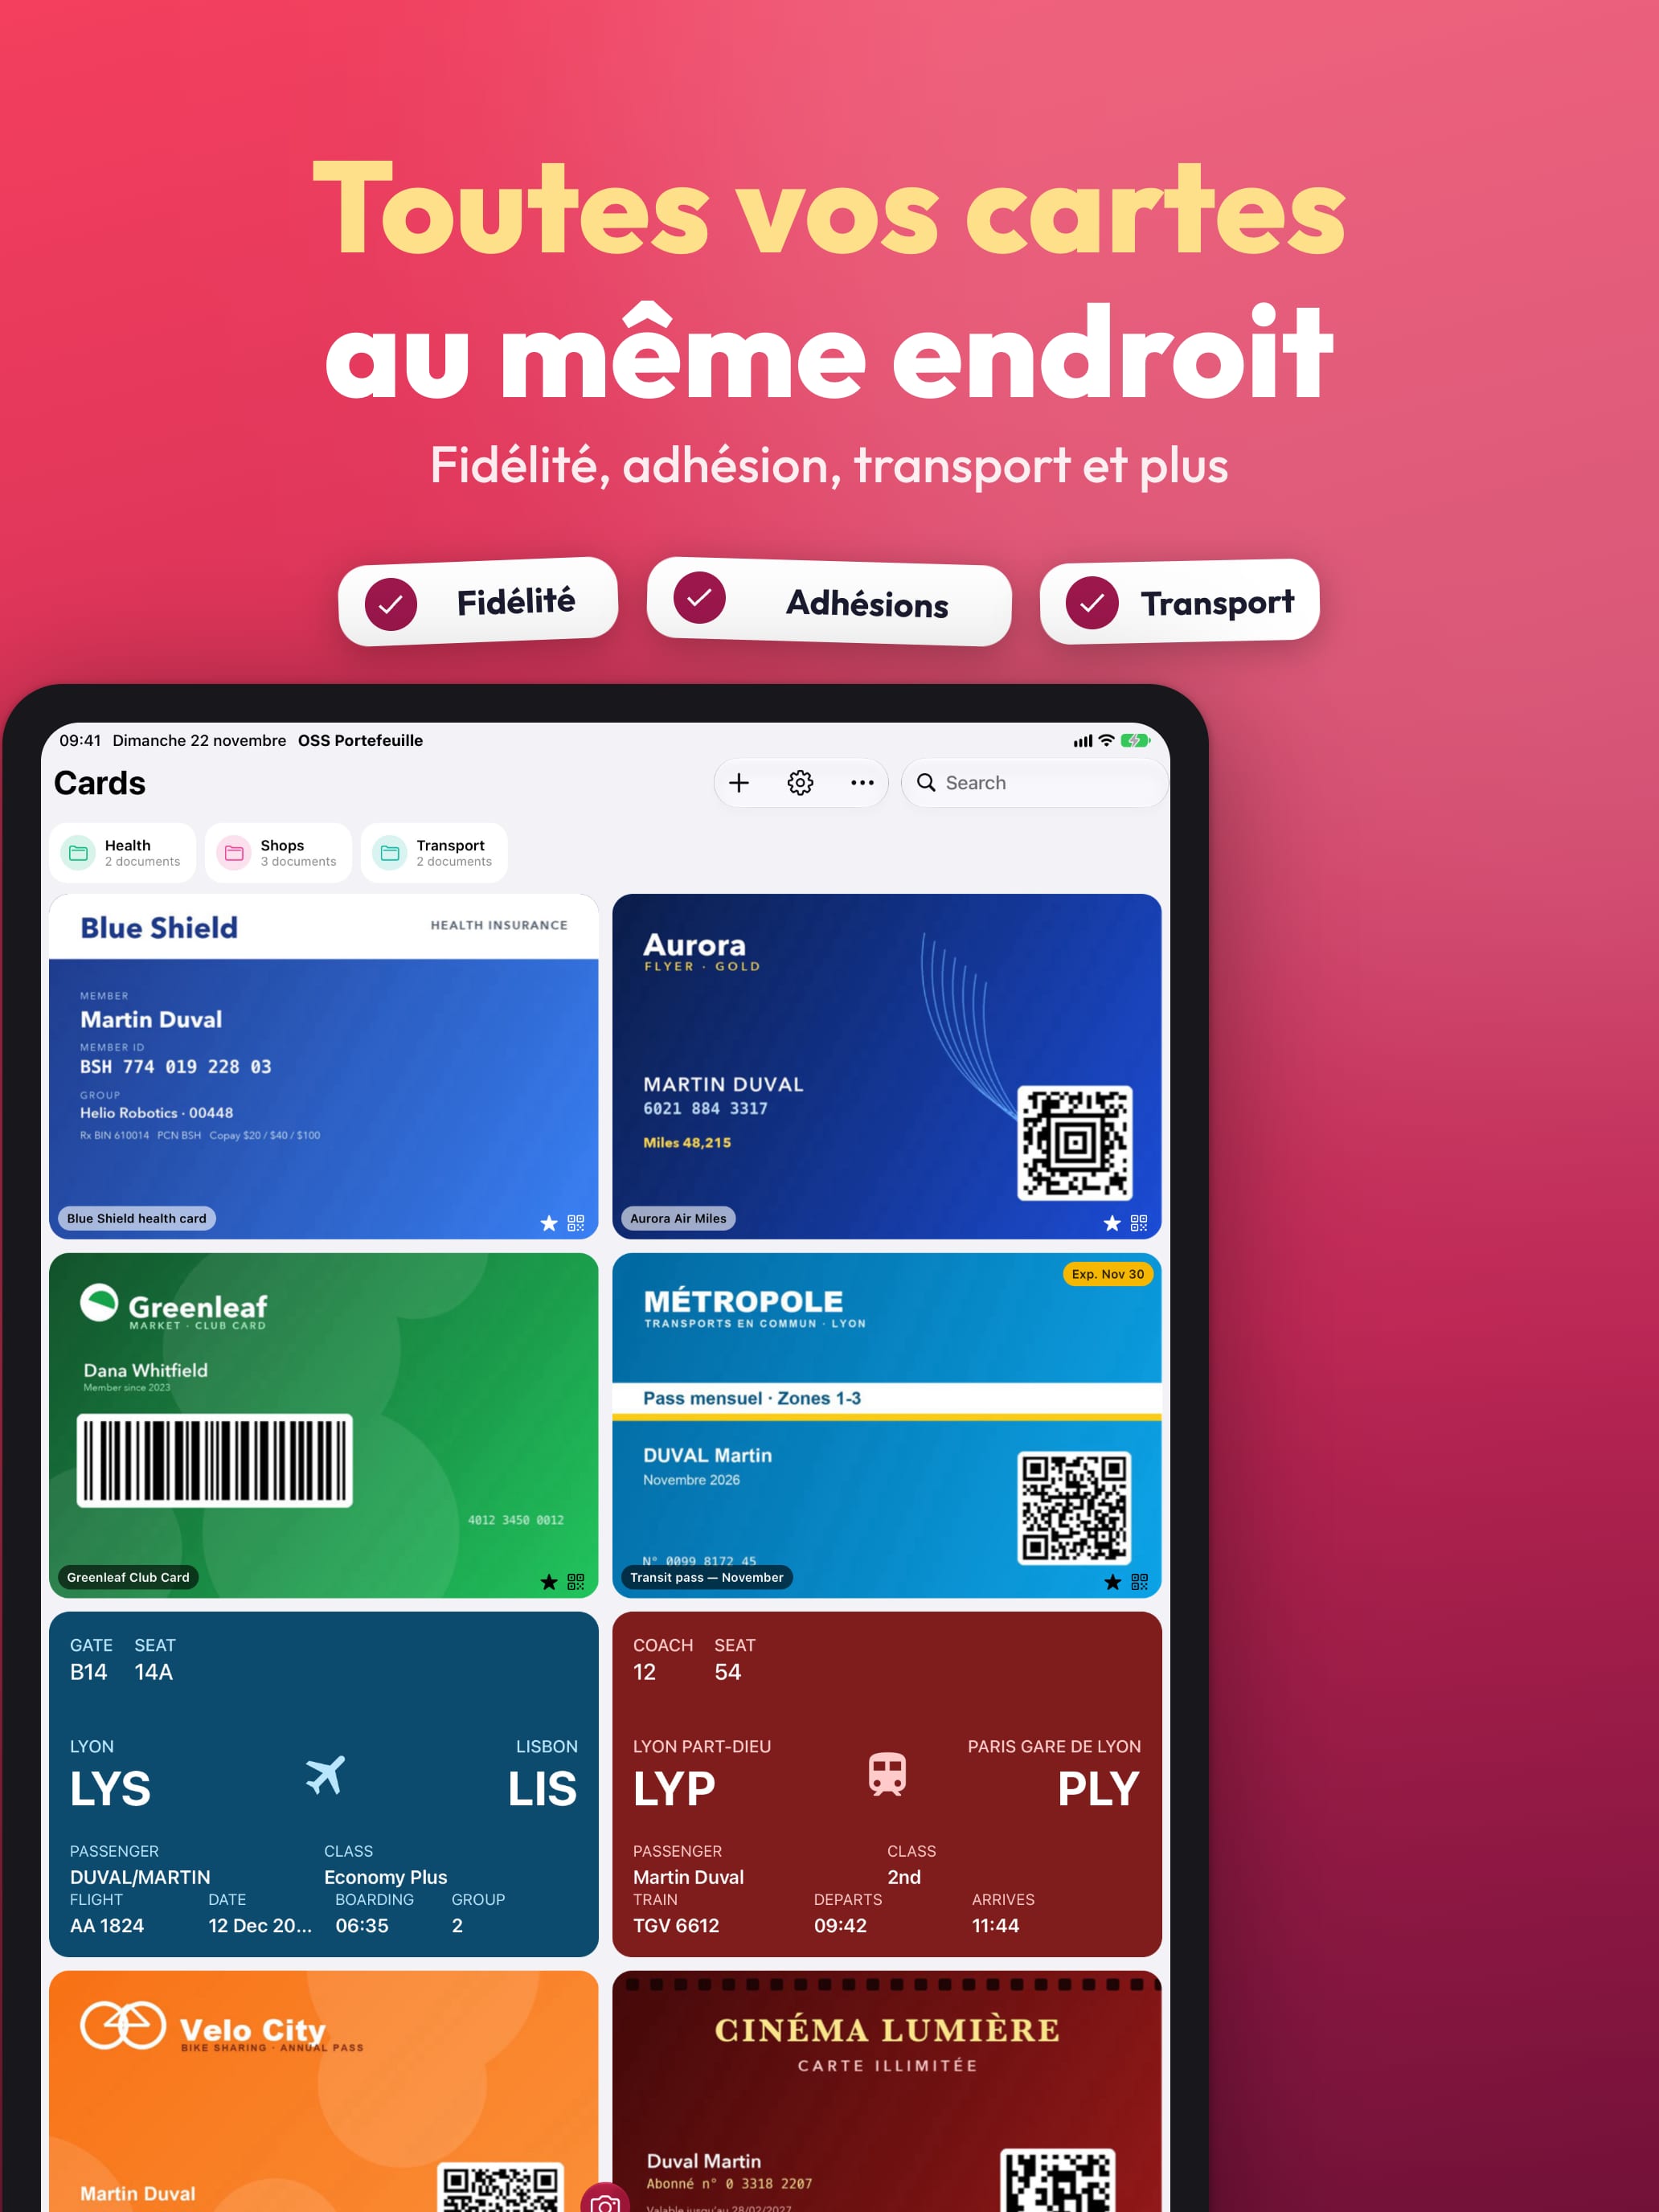 Toutes vos cartes
au même endroit
Fidélité, adhésion, transport et plus
Fidélité
Adhésions
Transport
09:41 Dimanche 22 novembre OSS Portefeuille
Cards
Search
Health
2 documents
Shops
3 documents
Transport
2 documents
Blue Shield
HEALTH INSURANCE
MEMBER
Martin Duval
MEMBER ID
BSH 774 019 228 03
GROUP
Helio Robotics · 00448
Rx BIN 610014 PCN BSH Copay $20 / $40 / $100
Blue Shield health card
Aurora
FLYER · GOLD
MARTIN DUVAL
6021 884 3317
Miles 48,215
Aurora Air Miles
Greenleaf
MARKET · CLUB CARD
Dana Whitfield
Member since 2023
4012 3450 0012
Greenleaf Club Card
Exp. Nov 30
MÉTROPOLE
TRANSPORTS EN COMMUN · LYON
Pass mensuel · Zones 1-3
DUVAL Martin
Novembre 2026
N° 0099 8172 45
Transit pass — November
GATE SEAT
B14 14A
LYON LISBON
LYS LIS
PASSENGER CLASS
DUVAL/MARTIN Economy Plus
FLIGHT DATE BOARDING GROUP
AA 1824 12 Dec 20... 06:35 2
COACH SEAT
12 54
LYON PART-DIEU PARIS GARE DE LYON
LYP PLY
PASSENGER CLASS
Martin Duval 2nd
TRAIN DEPARTS ARRIVES
TGV 6612 09:42 11:44
Velo City
BIKE SHARING · ANNUAL PASS
Martin Duval
CINÉMA LUMIÈRE
CARTE ILLIMITÉE
Duval Martin
Abonné n° 0 3318 2207
Valable jusqu'au 28/02/2027